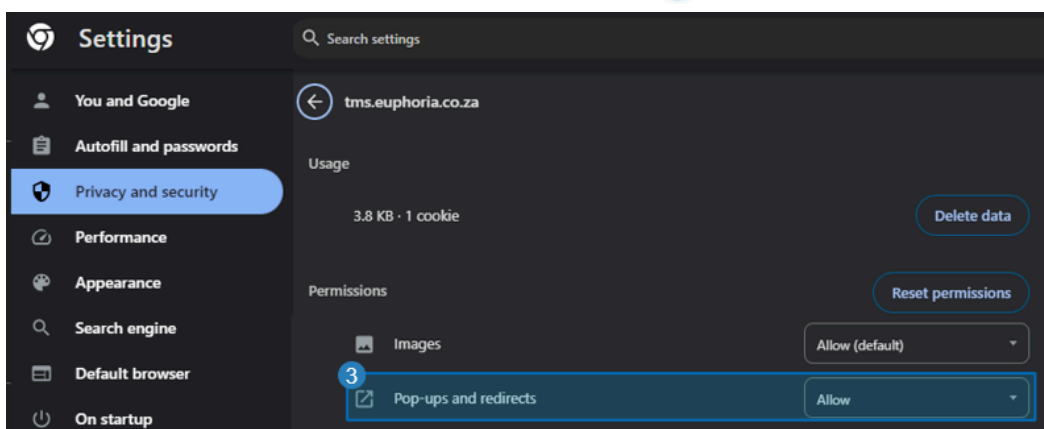 Settings
Search settings
You and Google
tms.euphoria.co.za
Autofill and passwords
Usage
Privacy and security
3.8 KB · 1 cookie
Delete data
Performance
Appearance
Permissions
Reset permissions
Search engine
Images
Allow (default)
Default browser
3
Pop-ups and redirects
Allow
On startup